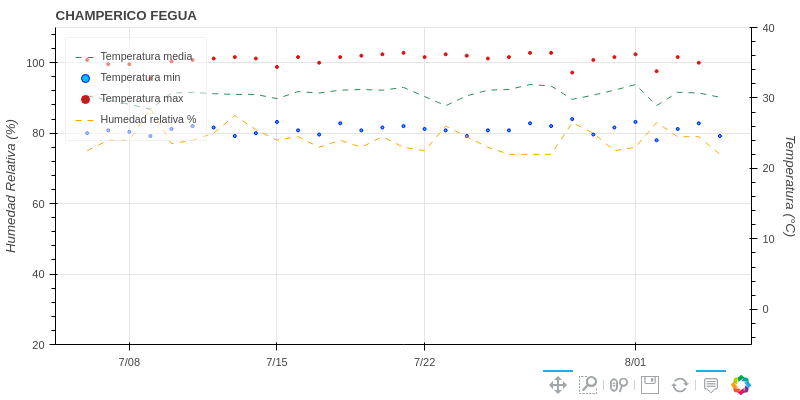 CHAMPERICO FEGUA
Temperatura media
Temperatura min
Temperatura max
Humedad relativa %
Humedad Relativa (%)
100
80
60
40
20
40
30
20
10
0
Temperatura (°C)
7/08
7/15
7/22
8/01